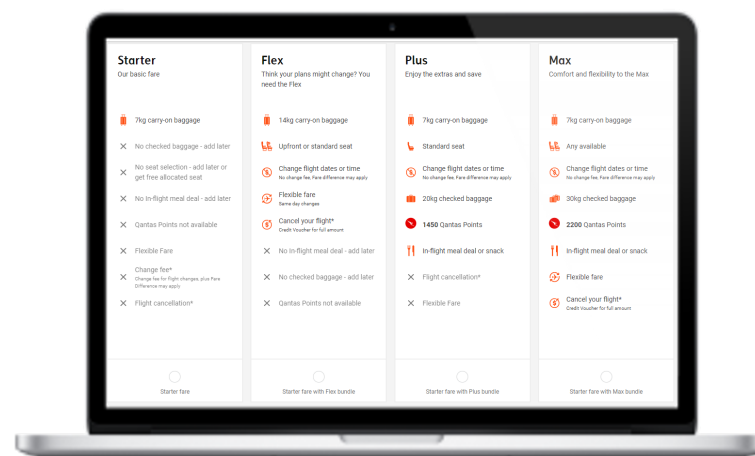 Starter
Our basic fare
7kg carry-on baggage
No checked baggage - add later
No seat selection - add later or
get free allocated seat
No In-flight meal deal - add later
Qantas Points not available
Flexible Fare
Change fee*
Change fee for flight changes, plus Fare
Difference may apply
Flight cancellation*
Starter fare
Flex
Think your plans might change? You
need the Flex
14kg carry-on baggage
Upfront or standard seat
Change flight dates or time
No change fee, Fare difference may apply
Flexible fare
Same day changes
Cancel your flight*
Credit Voucher for full amount
No In-flight meal deal - add later
No checked baggage - add later
Qantas Points not available
Starter fare with Flex bundle
Plus
Enjoy the extras and save
7kg carry-on baggage
Standard seat
Change flight dates or time
No change fee, Fare difference may apply
20kg checked baggage
1450 Qantas Points
In-flight meal deal or snack
Flight cancellation*
Flexible Fare
Starter fare with Plus bundle
Max
Comfort and flexibility to the Max
7kg carry-on baggage
Any available
Change flight dates or time
No change fee, Fare difference may apply
30kg checked baggage
2200 Qantas Points
In-flight meal deal or snack
Flexible fare
Cancel your flight*
Credit Voucher for full amount
Starter fare with Max bundle